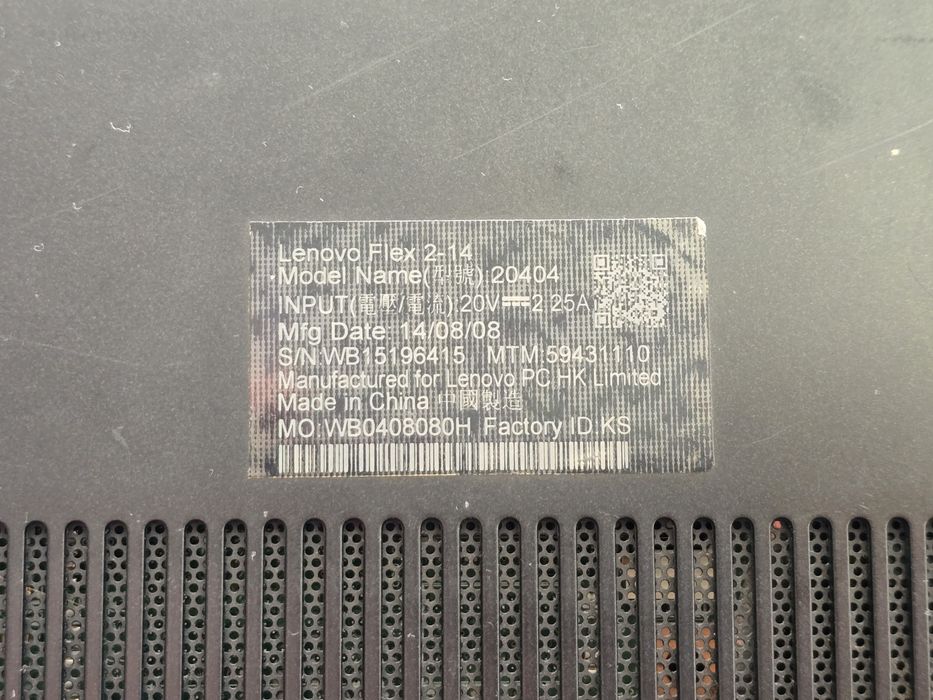 Lenovo Flex 2-14
Model Name(型號):20404
INPUT(電壓/電流):20V⎓2.25A
Mfg Date: 14/08/08
S/N:WB15196415 MTM:59431110
Manufactured for Lenovo PC HK Limited
Made in China 中國製造
MO:WB0408080H Factory ID:KS